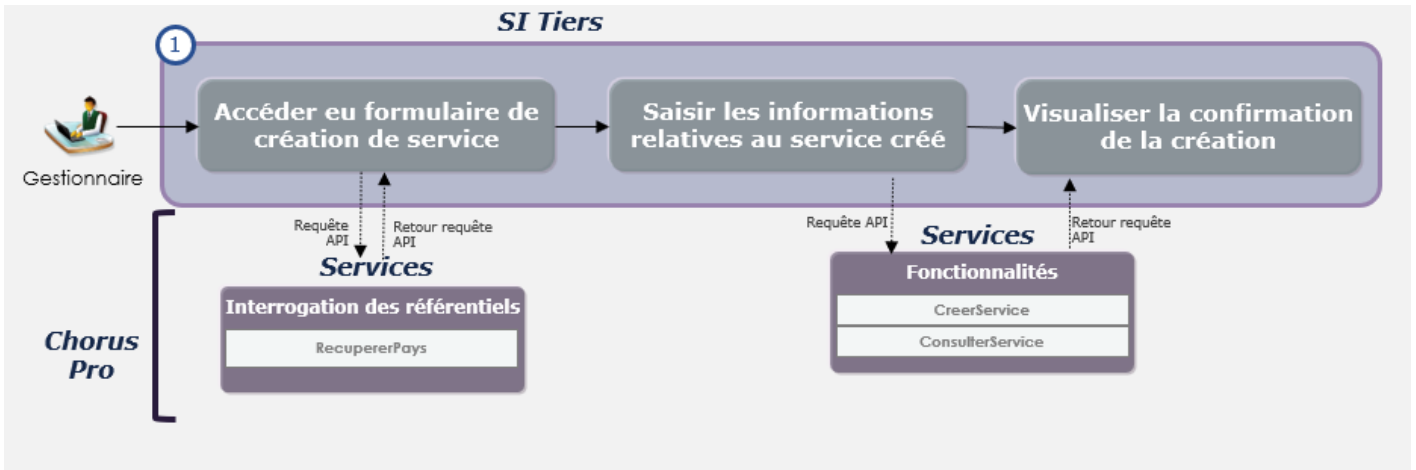 SI Tiers
1
Accéder eu formulaire de
création de service
Saisir les informations
relatives au service créé
Visualiser la confirmation
de la création
Gestionnaire
Requête
API
Retour requête
API
Requête API
Retour requête
API
Services
Interrogation des référentiels
RecupererPays
Services
Fonctionnalités
CreerService
ConsulterService
Chorus
Pro